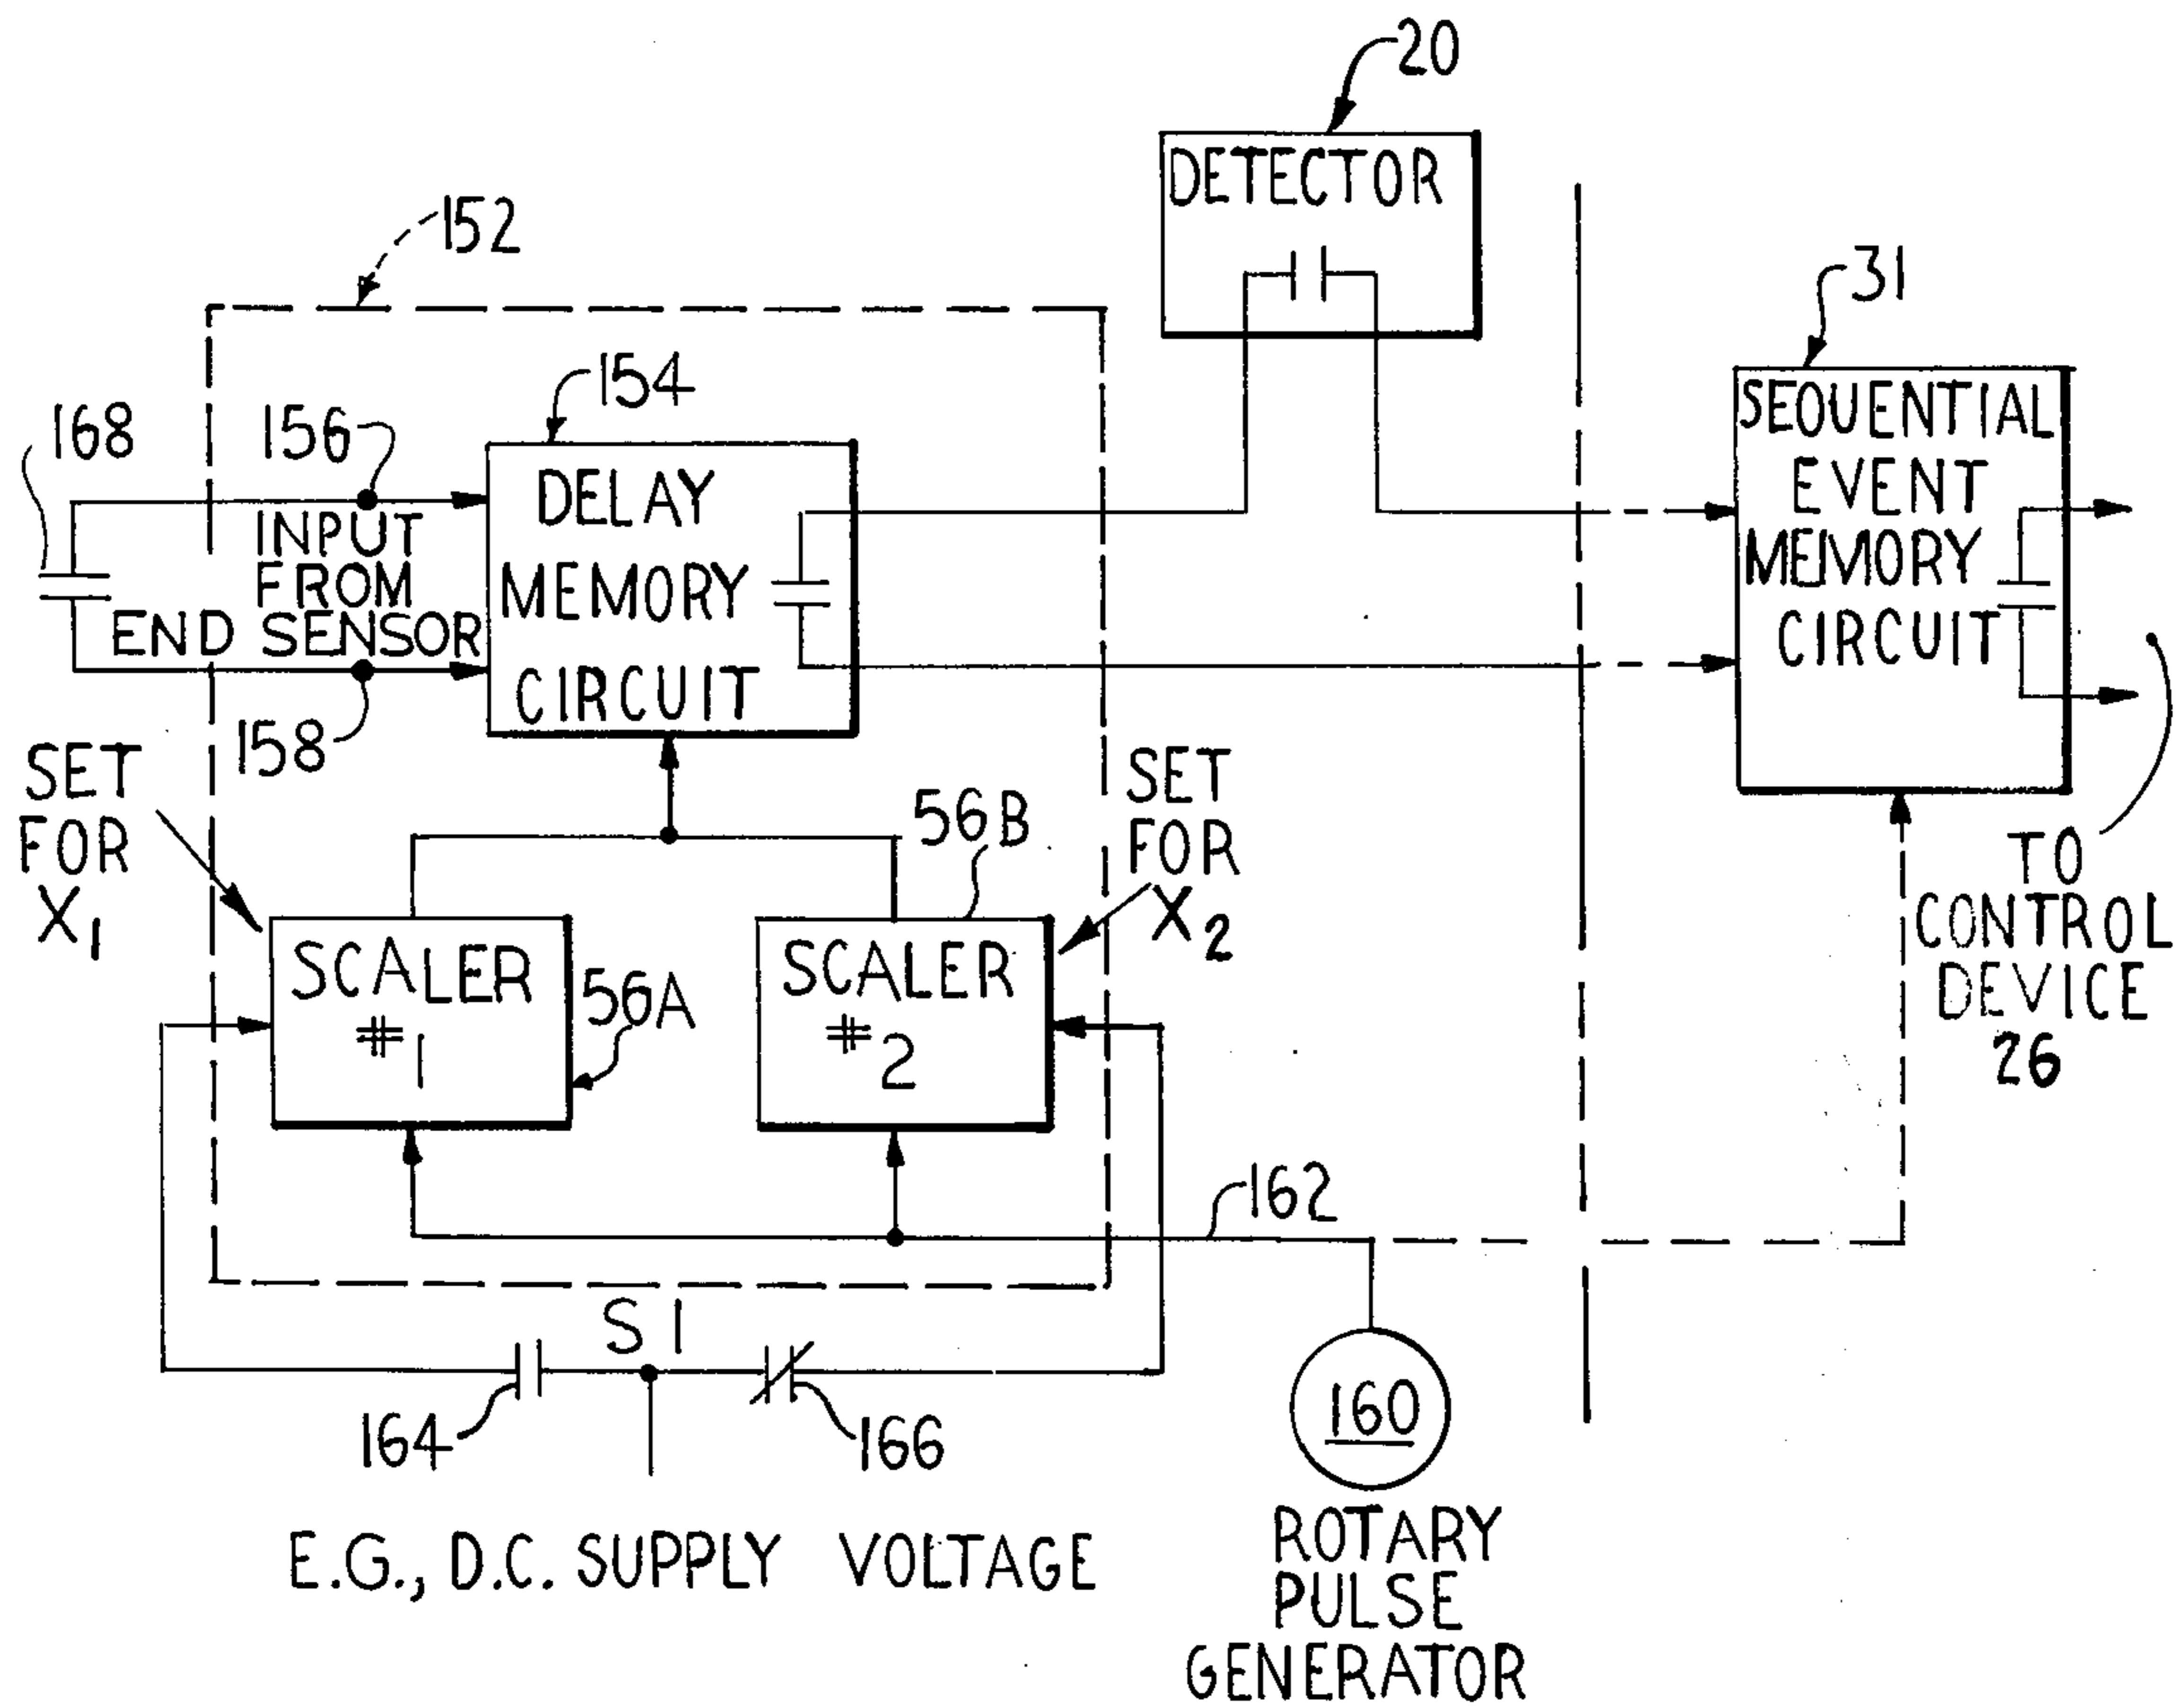 20
DETECTOR
152
31
154
SEQUENTIAL
EVENT
MEMORY
CIRCUIT
168
156
DELAY
MEMORY
CIRCUIT
INPUT
FROM
END SENSOR
158
SET
FOR
X1
SET
FOR
X2
56B
TO
CONTROL
DEVICE
26
SCALER
#1
56A
SCALER
#2
162
S1
164
166
160
E.G., D.C. SUPPLY VOLTAGE
ROTARY
PULSE
GENERATOR